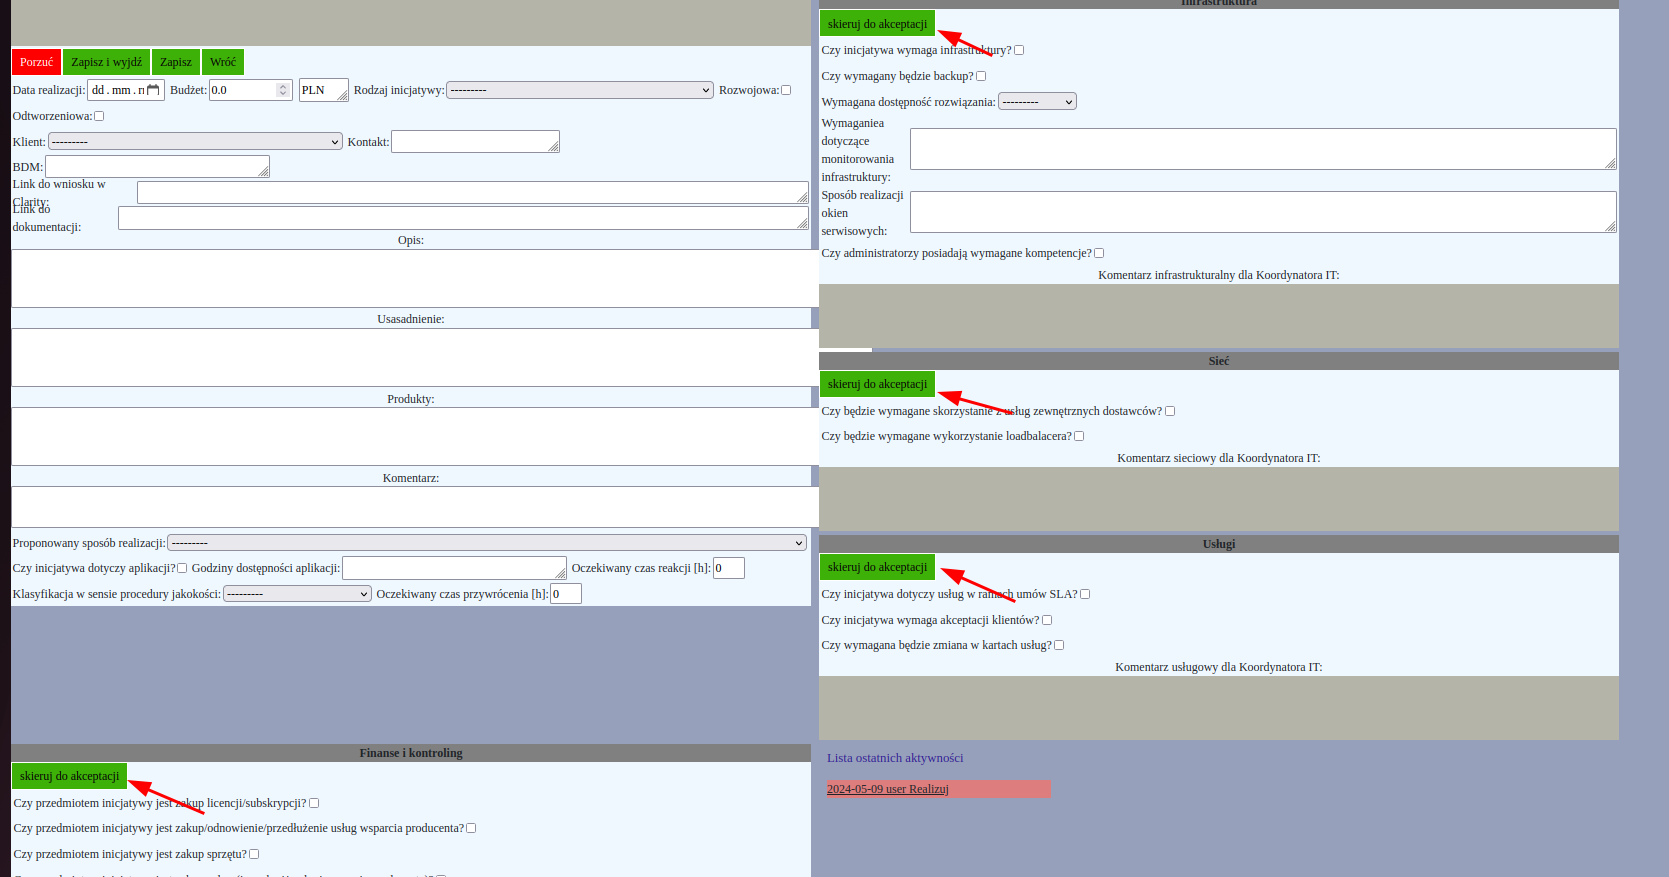 Porzuć Zapisz i wyjdź Zapisz Wróć
Data realizacji: dd . mm . r Budżet: 0.0 PLN Rodzaj inicjatywy: --------- Rozwojowa:
Odtworzeniowa:
Klient: --------- Kontakt:
BDM:
Link do wniosku w
Clarity:
Link do
dokumentacji:
Opis:
Usasadnienie:
Produkty:
Komentarz:
Proponowany sposób realizacji: ---------
Czy inicjatywa dotyczy aplikacji? Godziny dostępności aplikacji: Oczekiwany czas reakcji [h]: 0
Klasyfikacja w sensie procedury jakokości: --------- Oczekiwany czas przywrócenia [h]: 0
Finanse i kontroling
skieruj do akceptacji
Czy przedmiotem inicjatywy jest zakup licencji/subskrypcji?
Czy przedmiotem inicjatywy jest zakup/odnowienie/przedłużenie usług wsparcia producenta?
Czy przedmiotem inicjatywy jest zakup sprzętu?
Infrastruktura
skieruj do akceptacji
Czy inicjatywa wymaga infrastruktury?
Czy wymagany będzie backup?
Wymagana dostępność rozwiązania: ---------
Wymaganiea
dotyczące
monitorowania
infrastruktury:
Sposób realizacji
okien
serwisowych:
Czy administratorzy posiadają wymagane kompetencje?
Komentarz infrastrukturalny dla Koordynatora IT:
Sieć
skieruj do akceptacji
Czy będzie wymagane skorzystanie z usług zewnętrznych dostawców?
Czy będzie wymagane wykorzystanie loadbalacera?
Komentarz sieciowy dla Koordynatora IT:
Usługi
skieruj do akceptacji
Czy inicjatywa dotyczy usług w ramach umów SLA?
Czy inicjatywa wymaga akceptacji klientów?
Czy wymagana będzie zmiana w kartach usług?
Komentarz usługowy dla Koordynatora IT:
Lista ostatnich aktywności
2024-05-09 user Realizuj